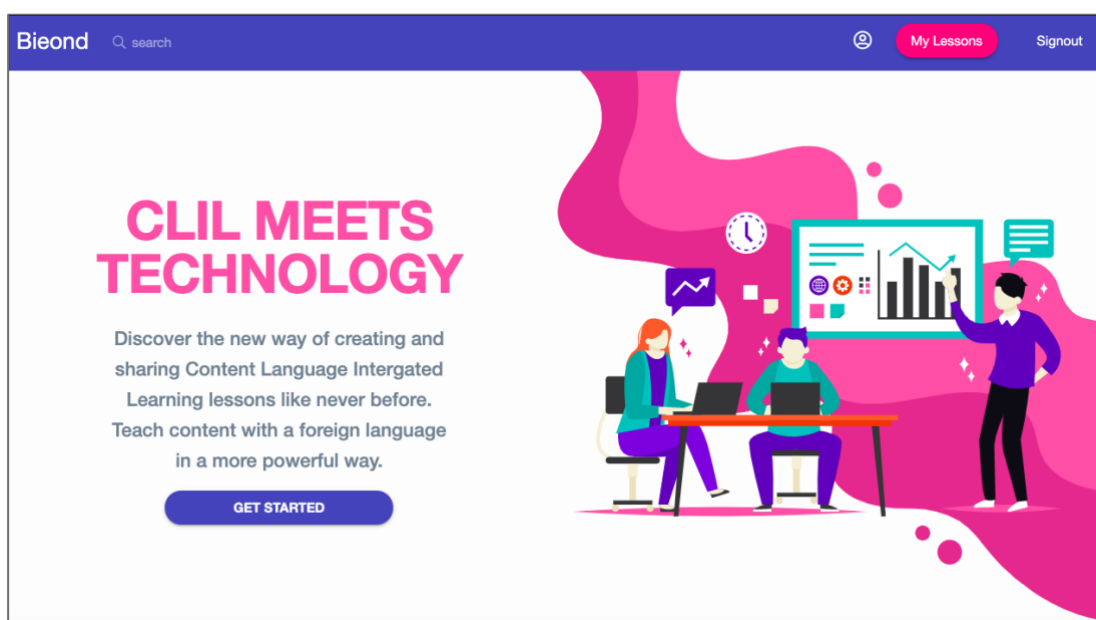 Bieond
search
My Lessons
Signout
CLIL MEETS
TECHNOLOGY
Discover the new way of creating and
sharing Content Language Intergated
Learning lessons like never before.
Teach content with a foreign language
in a more powerful way.
GET STARTED